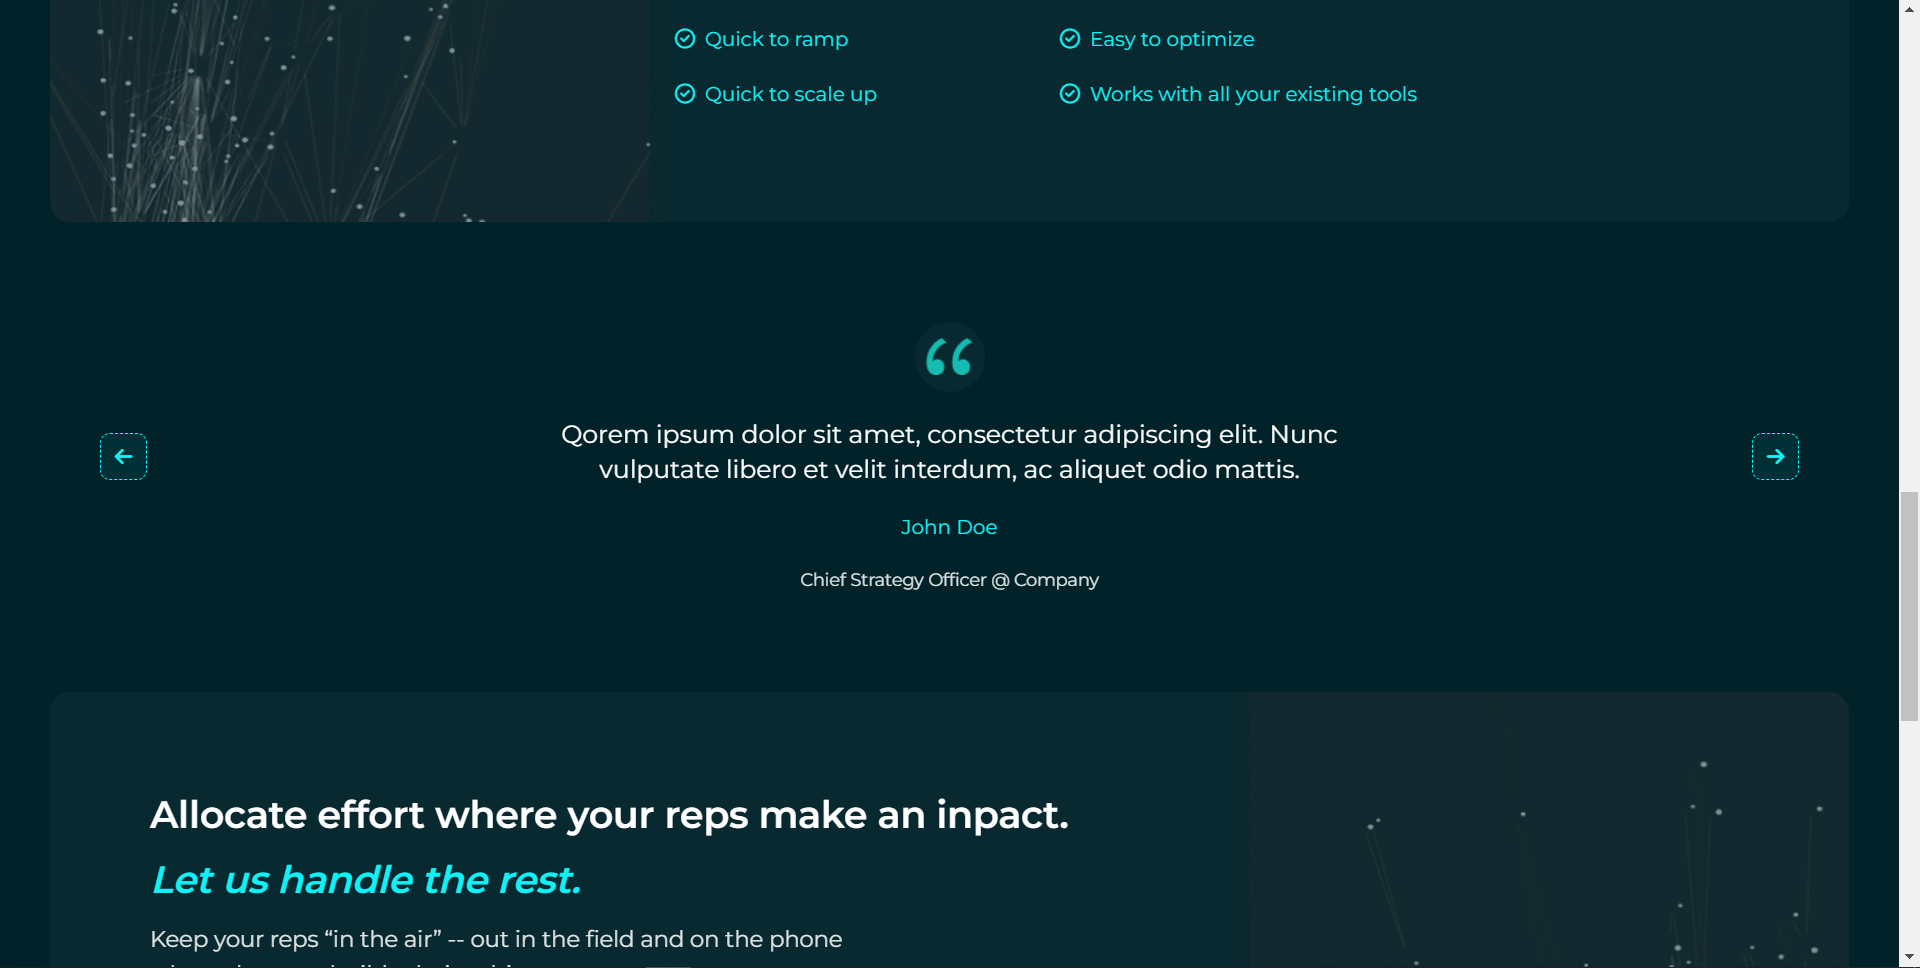 Quick to ramp
Easy to optimize
Quick to scale up
Works with all your existing tools
Qorem ipsum dolor sit amet, consectetur adipiscing elit. Nunc
vulputate libero et velit interdum, ac aliquet odio mattis.
John Doe
Chief Strategy Officer @ Company
Allocate effort where your reps make an inpact.
Let us handle the rest.
Keep your reps “in the air” -- out in the field and on the phone